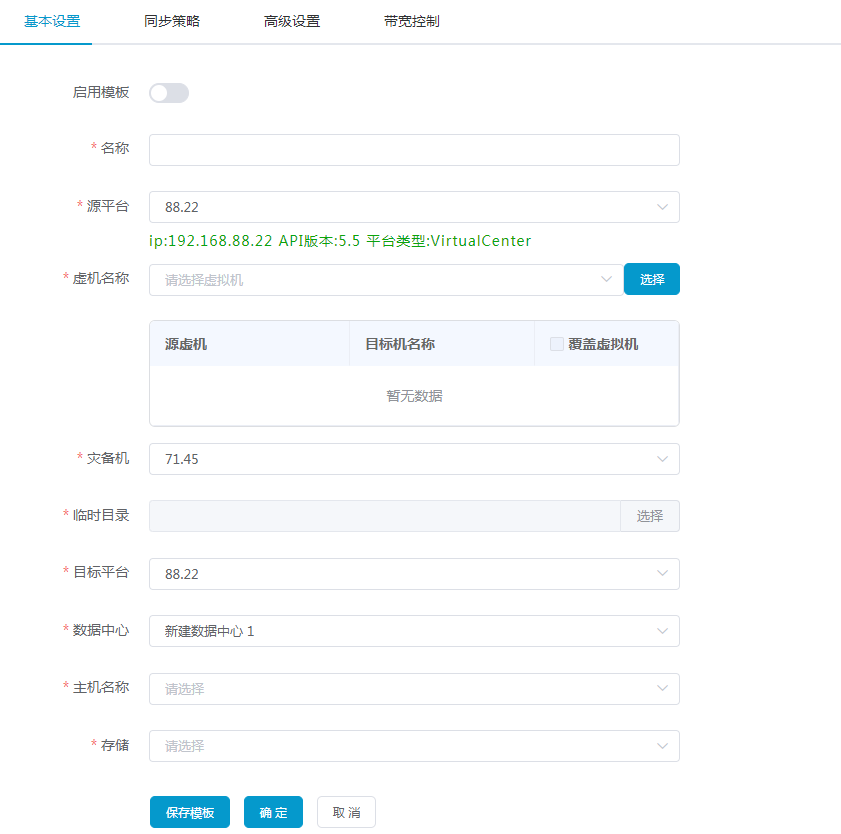 基本设置 同步策略 高级设置 带宽控制
启用模板
* 名称
* 源平台 88.22
ip:192.168.88.22 API版本:5.5 平台类型:VirtualCenter
* 虚机名称 请选择虚拟机 选择
源虚机 目标机名称 覆盖虚拟机
暂无数据
* 灾备机 71.45
* 临时目录 选择
* 目标平台 88.22
* 数据中心 新建数据中心 1
* 主机名称 请选择
* 存储 请选择
保存模板 确 定 取 消